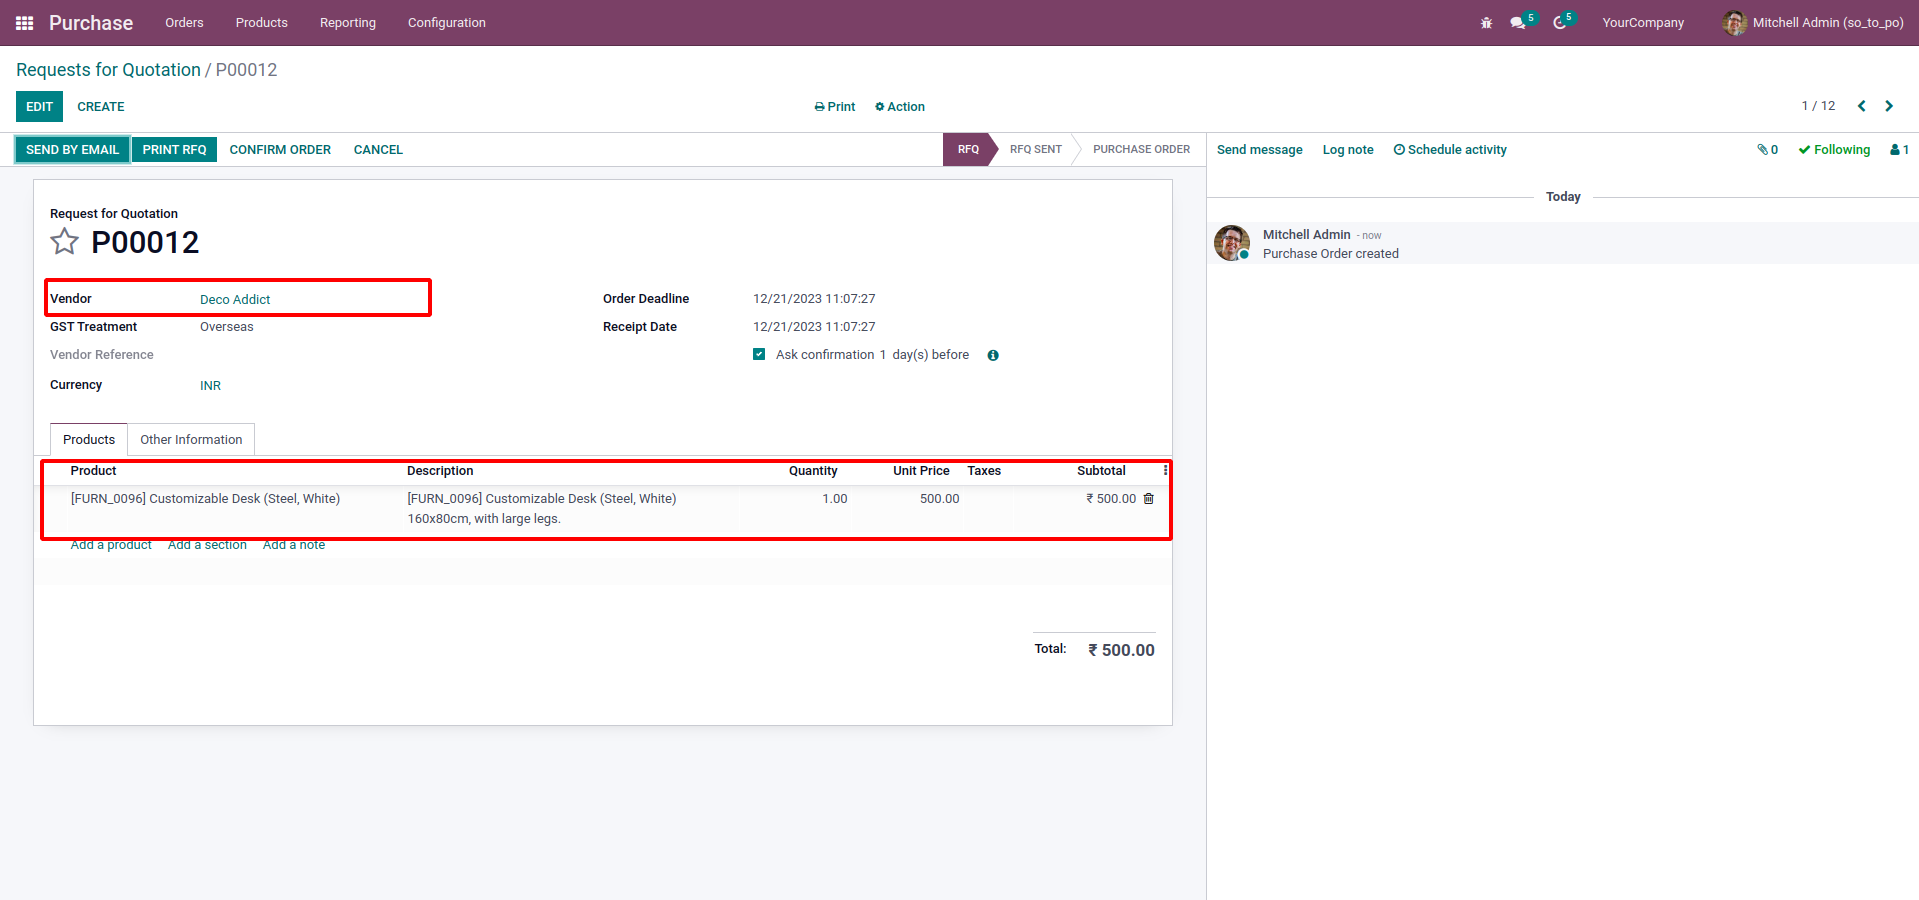 Purchase Orders Products Reporting Configuration 5 5 YourCompany Mitchell Admin (so_to_po)
Requests for Quotation / P00012
EDIT CREATE Print Action 1 / 12
SEND BY EMAIL PRINT RFQ CONFIRM ORDER CANCEL RFQ RFQ SENT PURCHASE ORDER
Send message Log note Schedule activity 0 Following 1
Today
Mitchell Admin - now
Purchase Order created
Request for Quotation
P00012
Vendor Deco Addict Order Deadline 12/21/2023 11:07:27
GST Treatment Overseas Receipt Date 12/21/2023 11:07:27
Vendor Reference Ask confirmation 1 day(s) before
Currency INR
Products Other Information
Product Description Quantity Unit Price Taxes Subtotal
[FURN_0096] Customizable Desk (Steel, White) [FURN_0096] Customizable Desk (Steel, White) 1.00 500.00 ₹ 500.00
160x80cm, with large legs.
Add a product Add a section Add a note
Total: ₹ 500.00